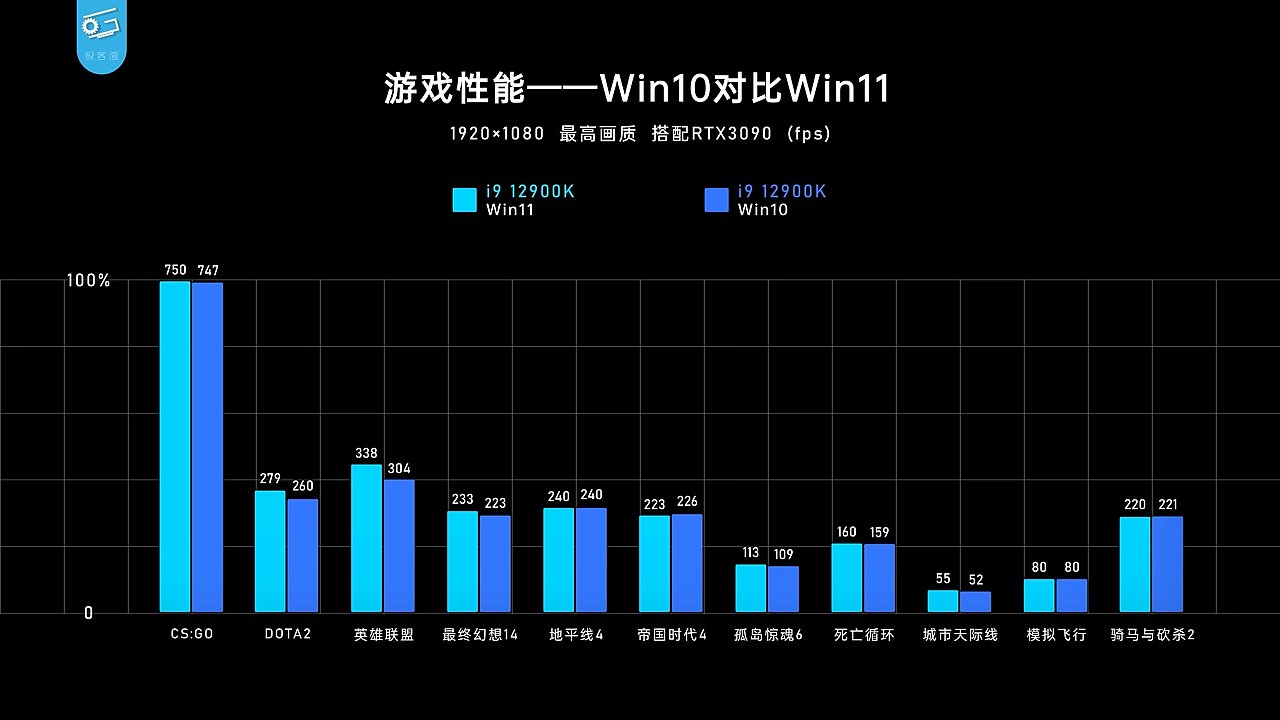 极客湾
游戏性能——Win10对比Win11
1920×1080 最高画质 搭配RTX3090 (fps)
i9 12900K
Win11
i9 12900K
Win10
100%
0
750 747
279 260
338 304
233 223
240 240
223 226
113 109
160 159
55 52
80 80
220 221
CS:GO DOTA2 英雄联盟 最终幻想14 地平线4 帝国时代4 孤岛惊魂6 死亡循环 城市天际线 模拟飞行 骑马与砍杀2